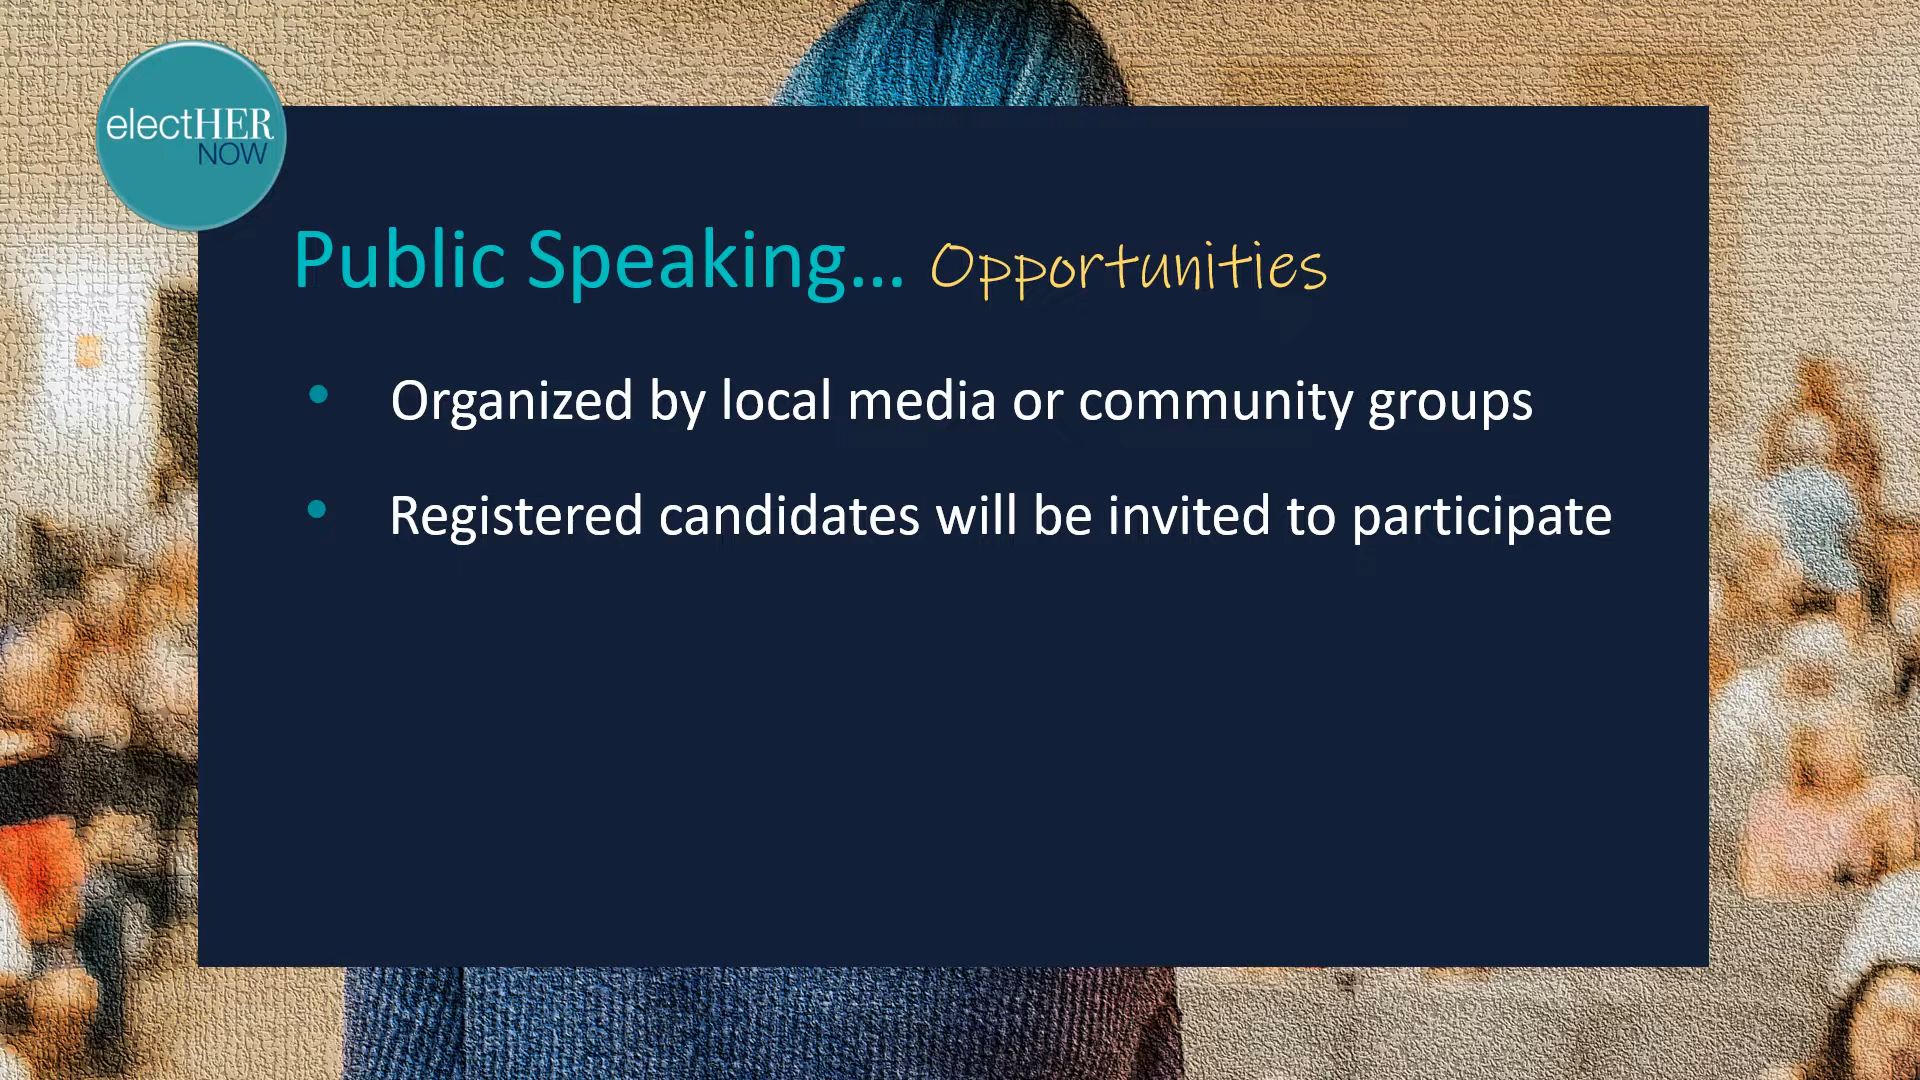 electHER
NOW
Public Speaking... Opportunities
• Organized by local media or community groups
• Registered candidates will be invited to participate